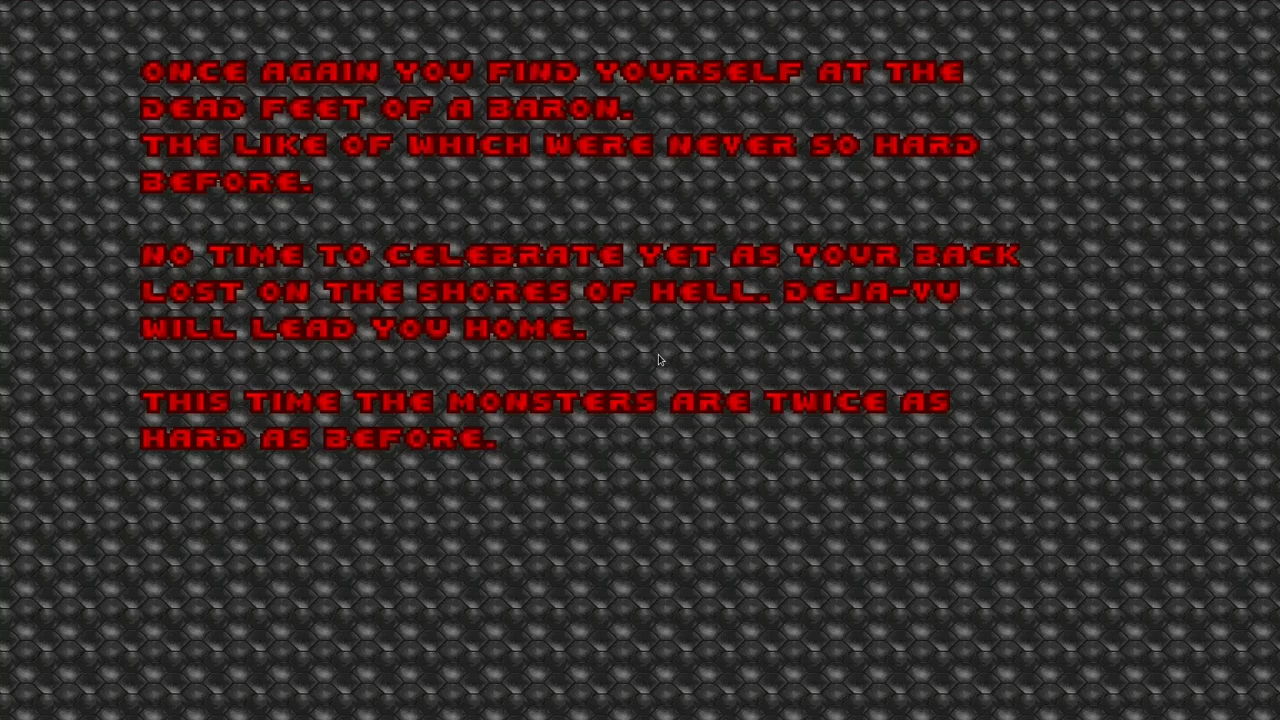 ONCE AGAIN YOU FIND YOURSELF AT THE
DEAD FEET OF A BARON.
THE LIKE OF WHICH WERE NEVER SO HARD
BEFORE.
NO TIME TO CELEBRATE YET AS YOUR BACK
LOST ON THE SHORES OF HELL. DEJA-VU
WILL LEAD YOU HOME.
THIS TIME THE MONSTERS ARE TWICE AS
HARD AS BEFORE.